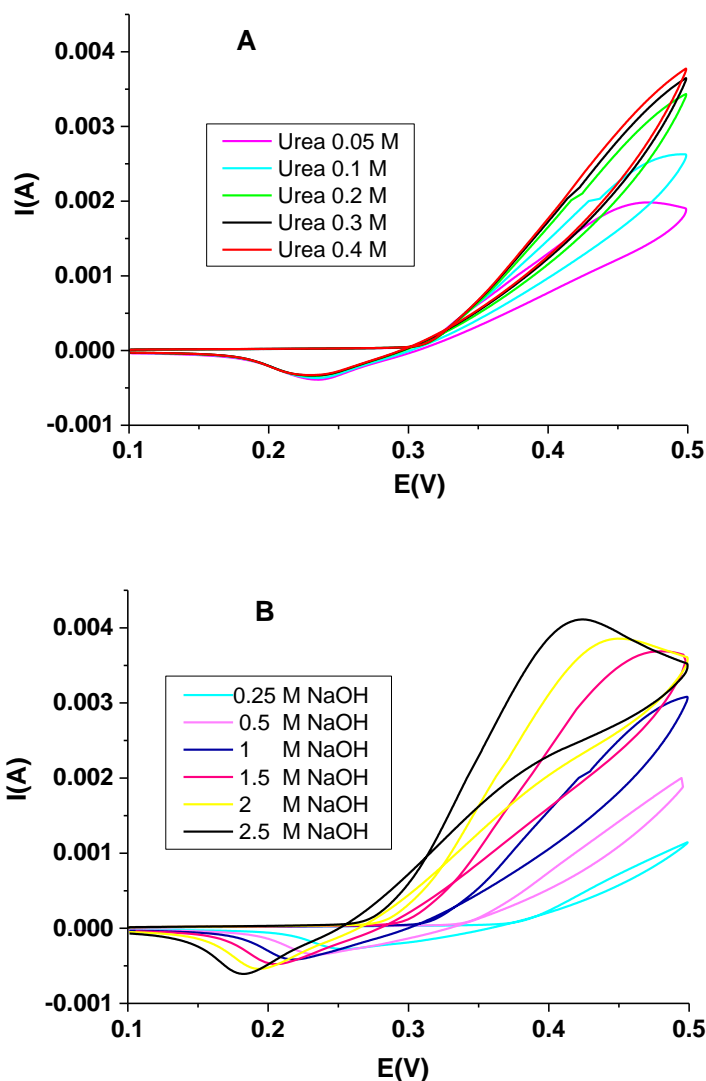 A
0.004
0.003
0.002
0.001
0.000
-0.001
I(A)
Urea 0.05 M
Urea 0.1 M
Urea 0.2 M
Urea 0.3 M
Urea 0.4 M
0.1 0.2 0.3 0.4 0.5
E(V)
B
0.004
0.003
0.002
0.001
0.000
-0.001
I(A)
0.25 M NaOH
0.5 M NaOH
1 M NaOH
1.5 M NaOH
2 M NaOH
2.5 M NaOH
0.1 0.2 0.3 0.4 0.5
E(V)